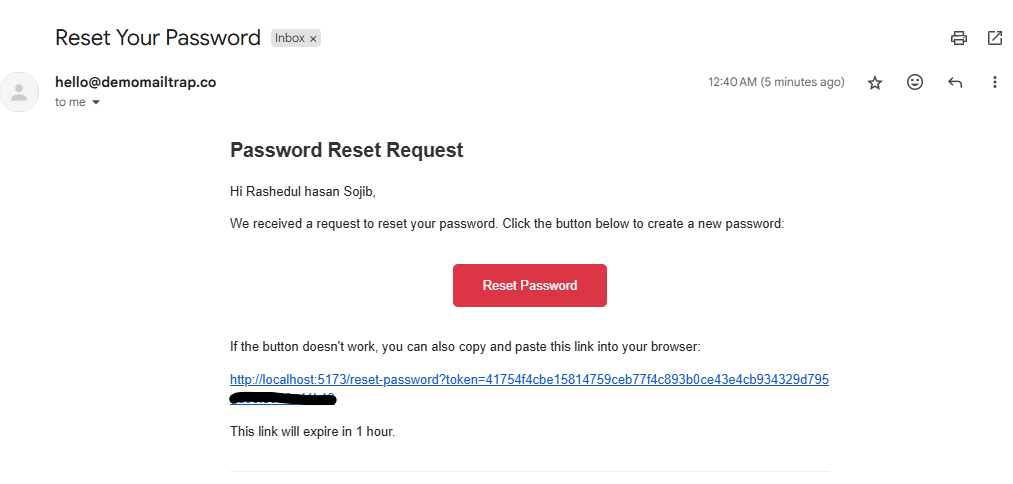 Reset Your Password Inbox ×
hello@demomailtrap.co 12:40 AM (5 minutes ago)
to me
Password Reset Request
Hi Rashedul hasan Sojib,
We received a request to reset your password. Click the button below to create a new password:
Reset Password
If the button doesn't work, you can also copy and paste this link into your browser:
http://localhost:5173/reset-password?token=41754f4cbe15814759ceb77f4c893b0ce43e4cb934329d795
This link will expire in 1 hour.